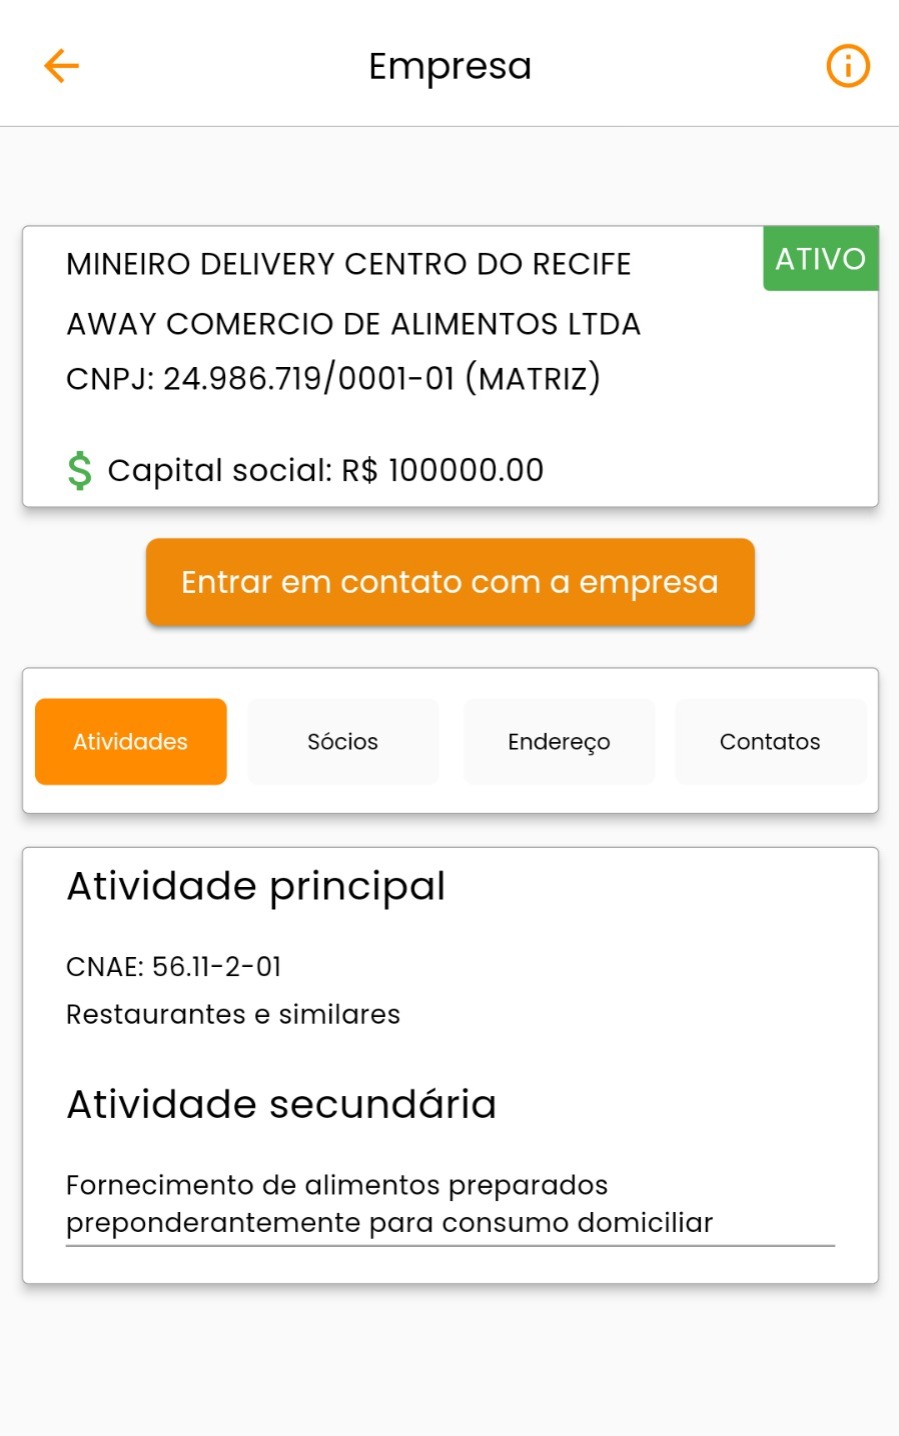 Empresa
MINEIRO DELIVERY CENTRO DO RECIFE
ATIVO
AWAY COMERCIO DE ALIMENTOS LTDA
CNPJ: 24.986.719/0001-01 (MATRIZ)
$ Capital social: R$ 100000.00
Entrar em contato com a empresa
Atividades Sócios Endereço Contatos
Atividade principal
CNAE: 56.11-2-01
Restaurantes e similares
Atividade secundária
Fornecimento de alimentos preparados
preponderantemente para consumo domiciliar